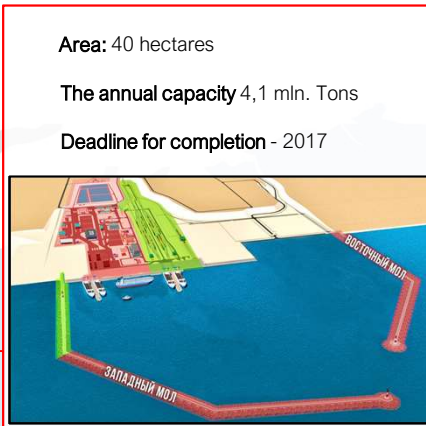 Area: 40 hectares
The annual capacity 4,1 mln. Tons
Deadline for completion - 2017
ВОСТОЧНЫЙ МОЛ
ЗАПАДНЫЙ МОЛ